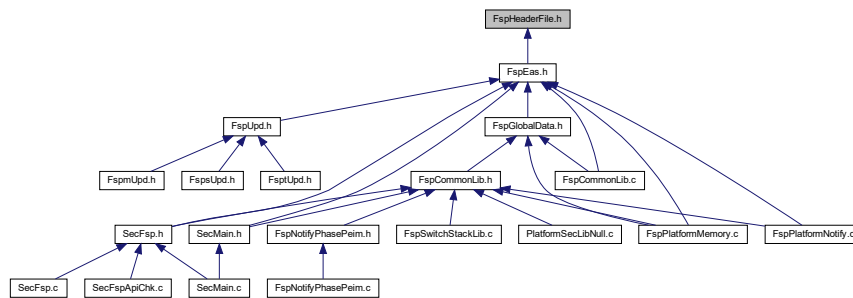 FspHeaderFile.h
FspEas.h
FspUpd.h
FspGlobalData.h
FspmUpd.h
FspsUpd.h
FsptUpd.h
FspCommonLib.h
FspCommonLib.c
SecFsp.h
SecMain.h
FspNotifyPhasePeim.h
FspSwitchStackLib.c
PlatformSecLibNull.c
FspPlatformMemory.c
FspPlatformNotify.c
SecFsp.c
SecFspApiChk.c
SecMain.c
FspNotifyPhasePeim.c